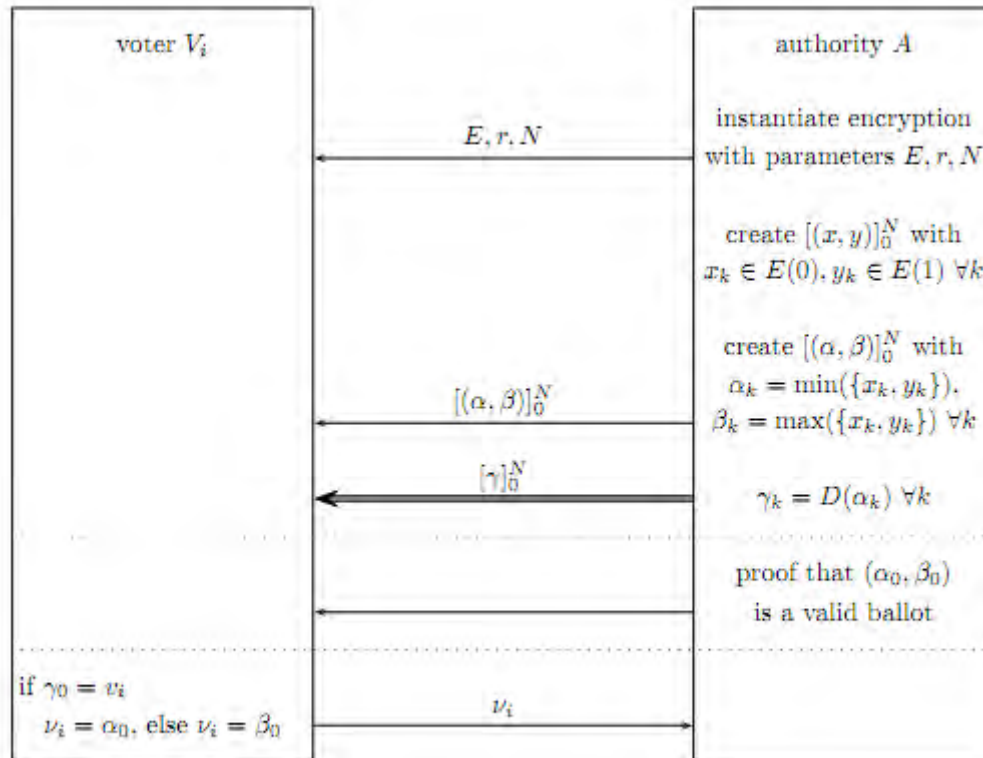 voter V_i
authority A
instantiate encryption
E, r, N
with parameters E, r, N
create [(x, y)]_0^N with
x_k ∈ E(0), y_k ∈ E(1) ∀k
create [(α, β)]_0^N with
[(α, β)]_0^N
α_k = min({x_k, y_k}).
β_k = max({x_k, y_k}) ∀k
[γ]_0^N
γ_k = D(α_k) ∀k
proof that (α_0, β_0)
is a valid ballot
if γ_0 = v_i
ν_i = α_0, else ν_i = β_0
ν_i